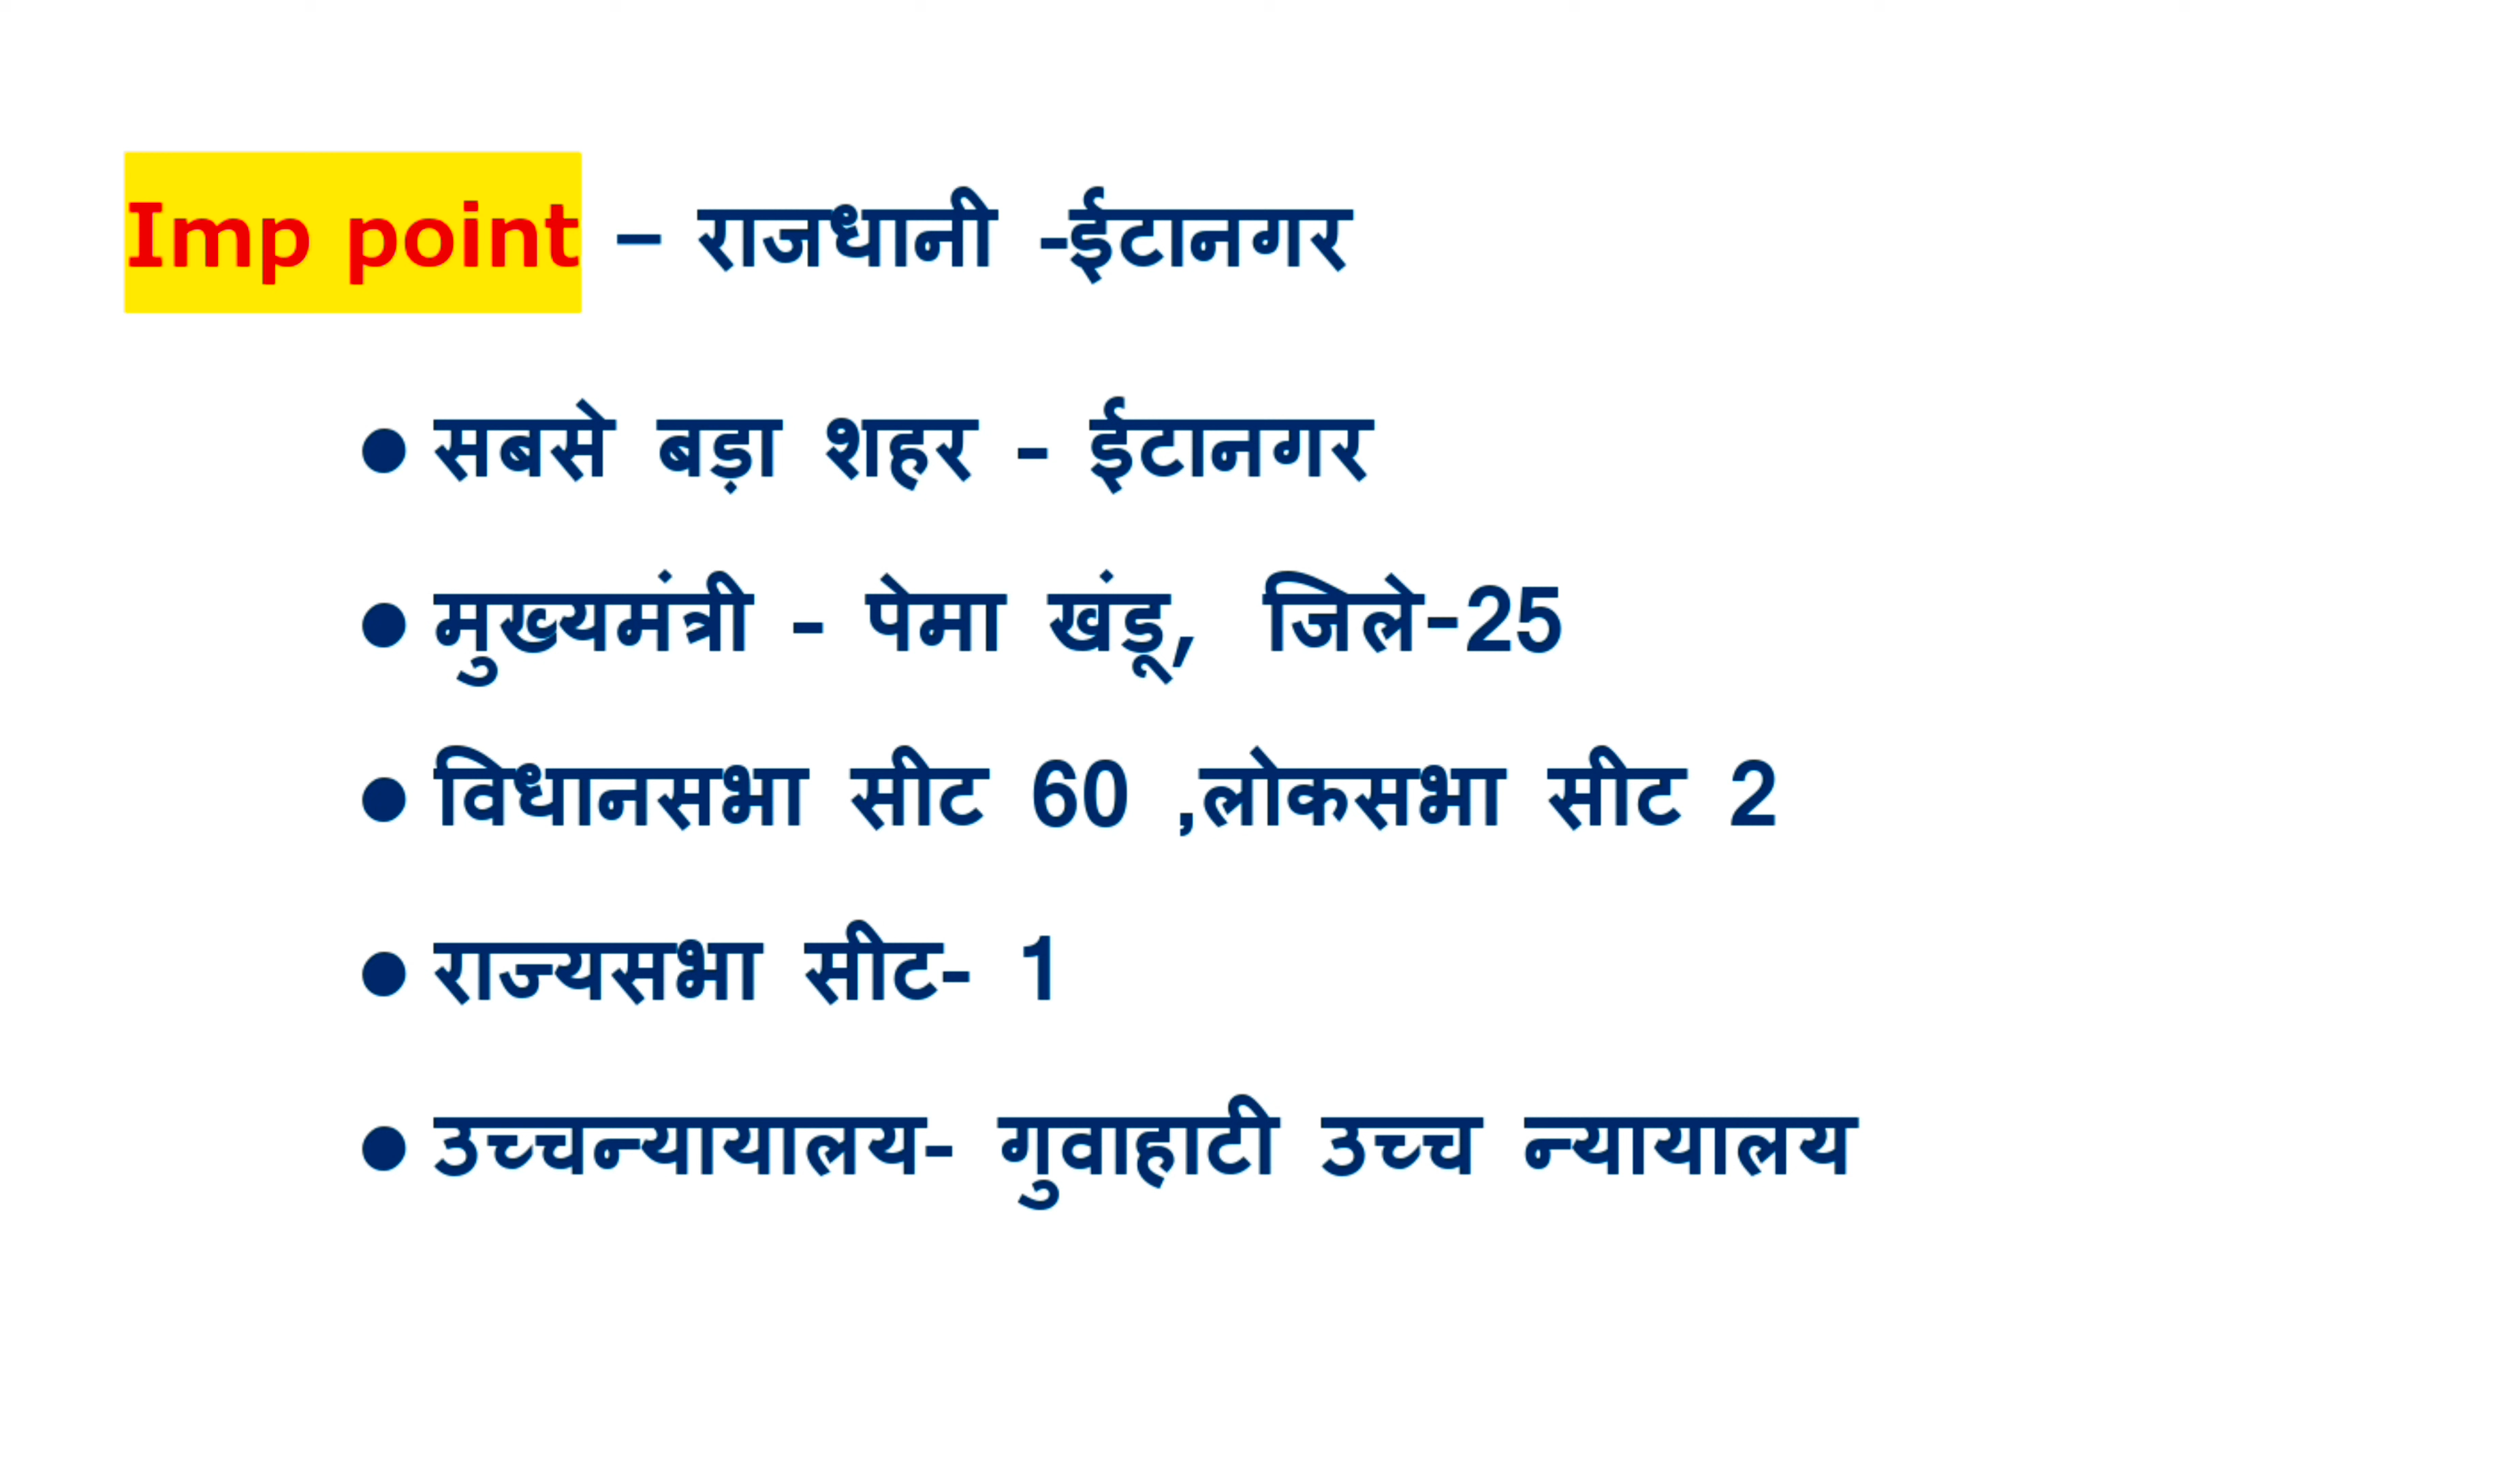 Imp point – राजधानी -ईटानगर
• सबसे बड़ा शहर - ईटानगर
• मुख्यमंत्री - पेमा खंडू, जिले-25
• विधानसभा सीट 60 ,लोकसभा सीट 2
• राज्यसभा सीट- 1
• उच्चन्यायालय- गुवाहाटी उच्च न्यायालय